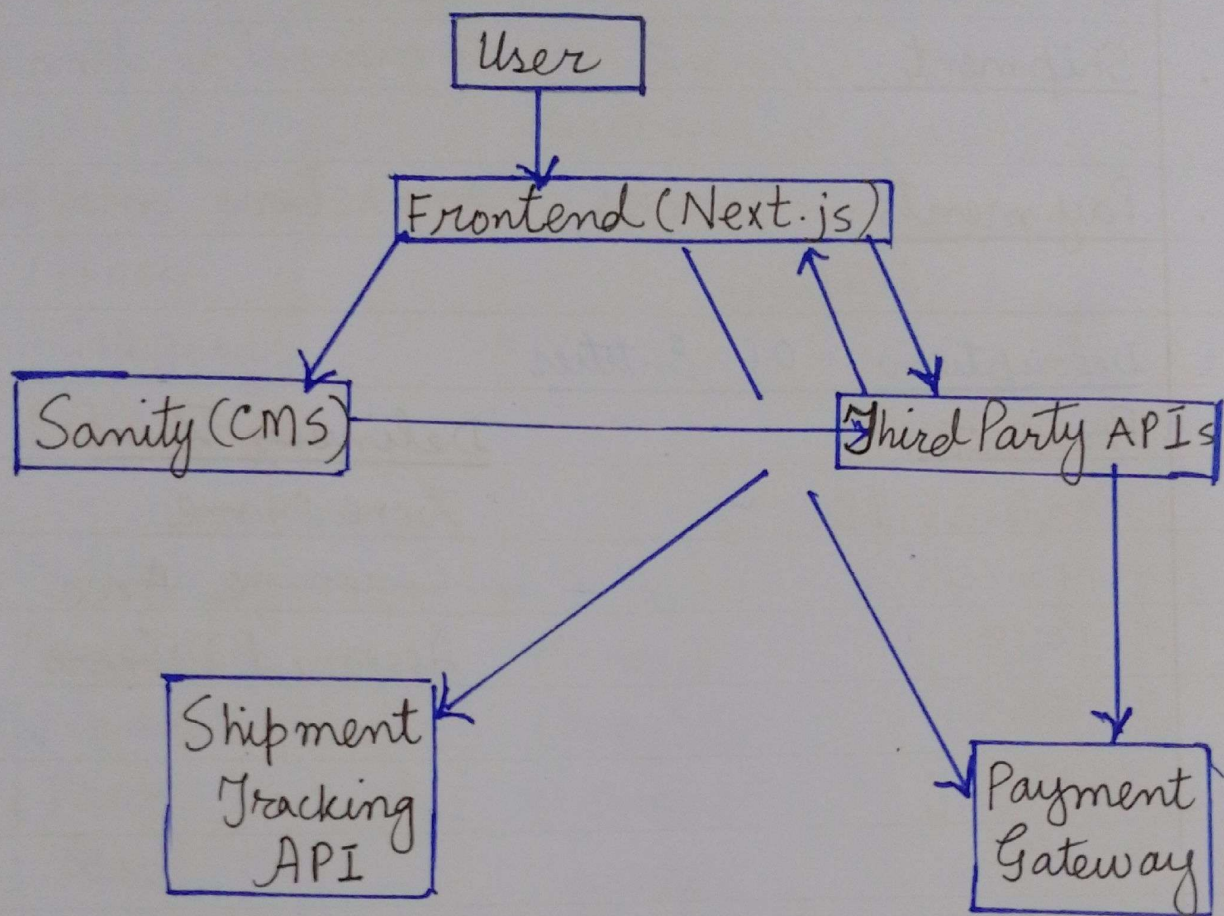 User
Frontend (Next.js)
Sanity (CMS)
Third Party APIs
Shipment
Tracking
API
Payment
Gateway